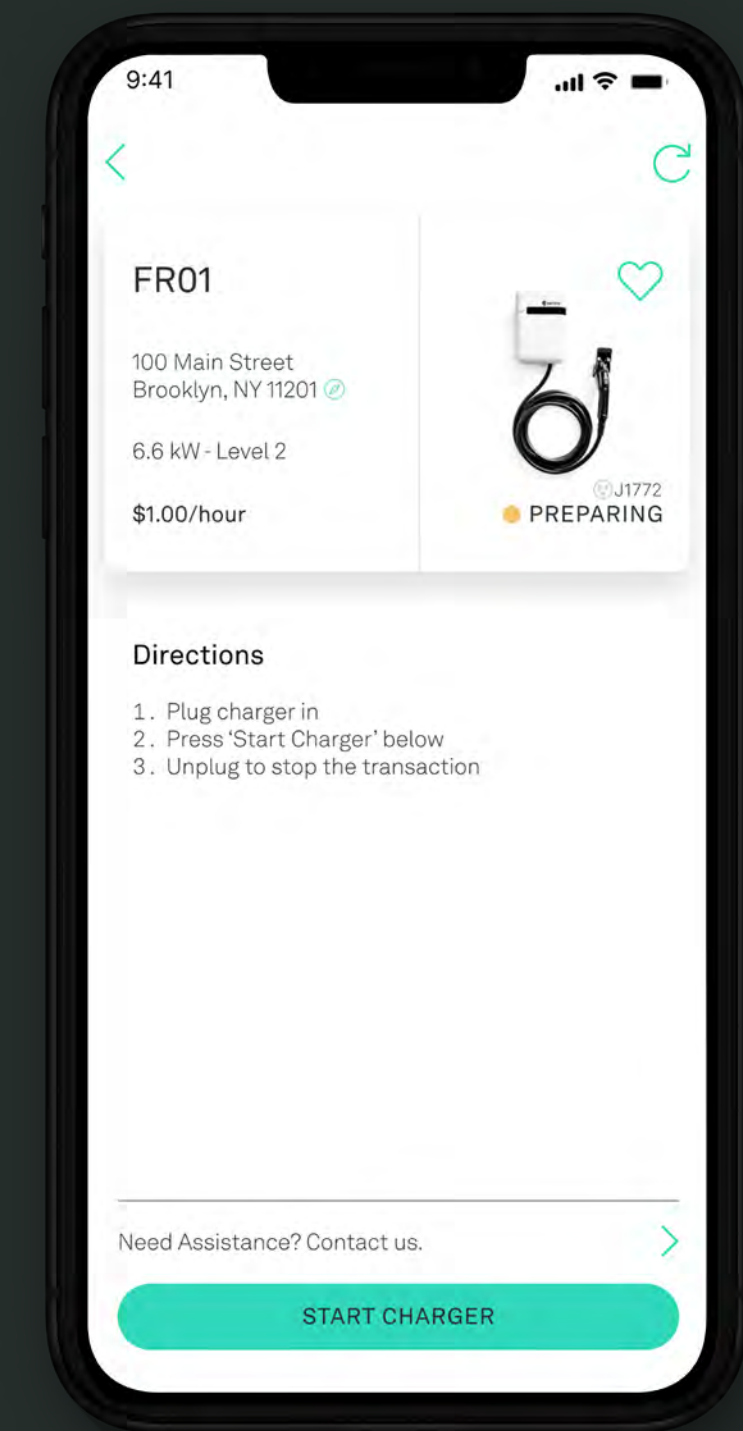 9:41
FR01
100 Main Street
Brooklyn, NY 11201
6.6 kW - Level 2
$1.00/hour
J1772
PREPARING
Directions
1. Plug charger in
2. Press ‘Start Charger’ below
3. Unplug to stop the transaction
Need Assistance? Contact us.
START CHARGER